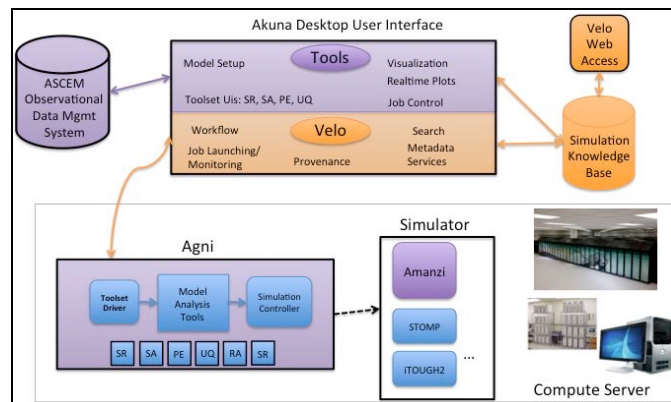 Akuna Desktop User Interface
ASCEM
Observational
Data Mgmt
System
Tools
Model Setup
Visualization
Realtime Plots
Toolset Uis: SR, SA, PE, UQ
Job Control
Velo
Workflow
Search
Job Launching/
Monitoring
Provenance
Metadata
Services
Velo
Web
Access
Simulation
Knowledge
Base
Agni
Toolset
Driver
Model
Analysis
Tools
Simulation
Controller
SR SA PE UQ RA SR
Simulator
Amanzi
STOMP
iTOUGH2
...
Compute Server